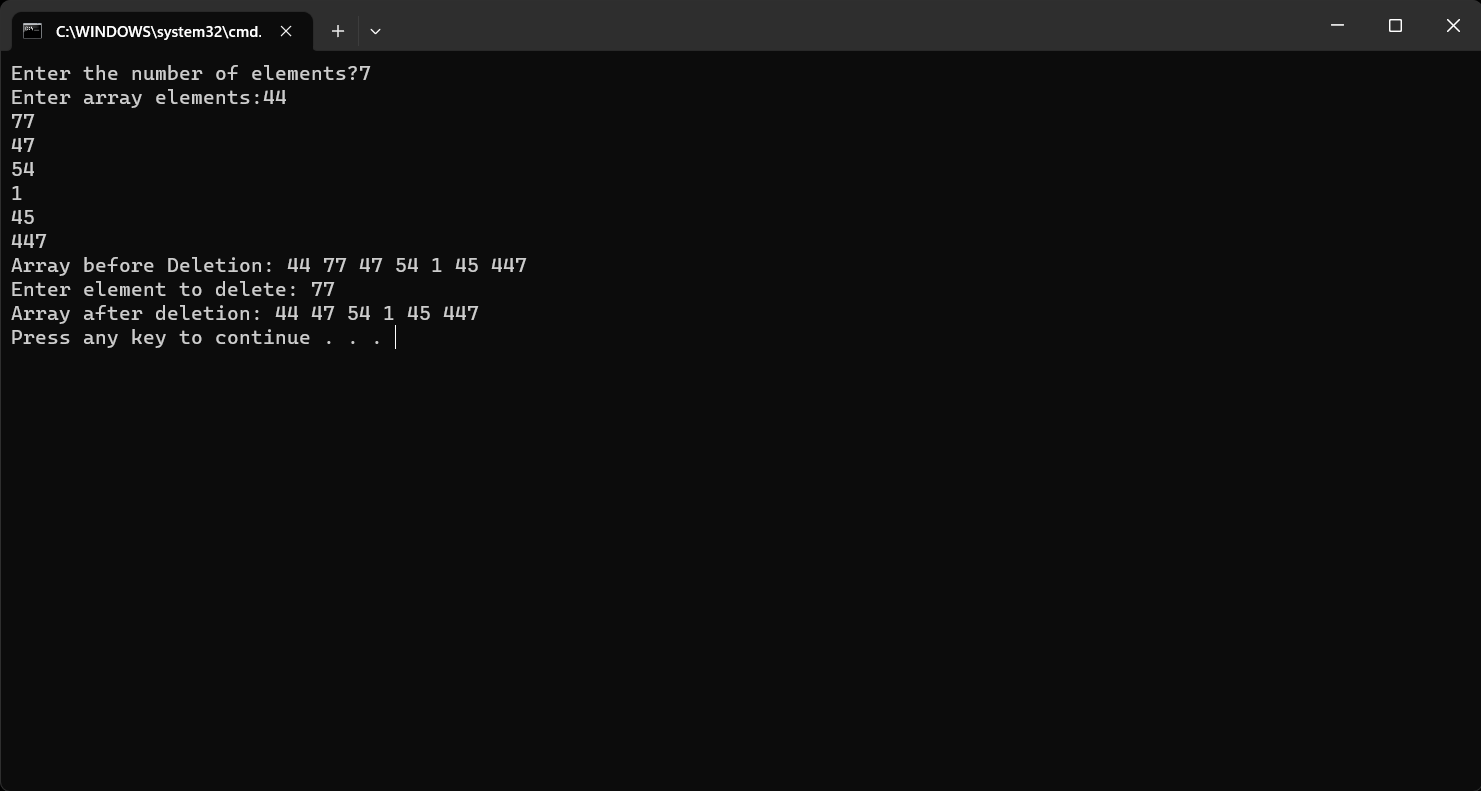 C:\WINDOWS\system32\cmd.
Enter the number of elements?7
Enter array elements:44
77
47
54
1
45
447
Array before Deletion: 44 77 47 54 1 45 447
Enter element to delete: 77
Array after deletion: 44 47 54 1 45 447
Press any key to continue . . .